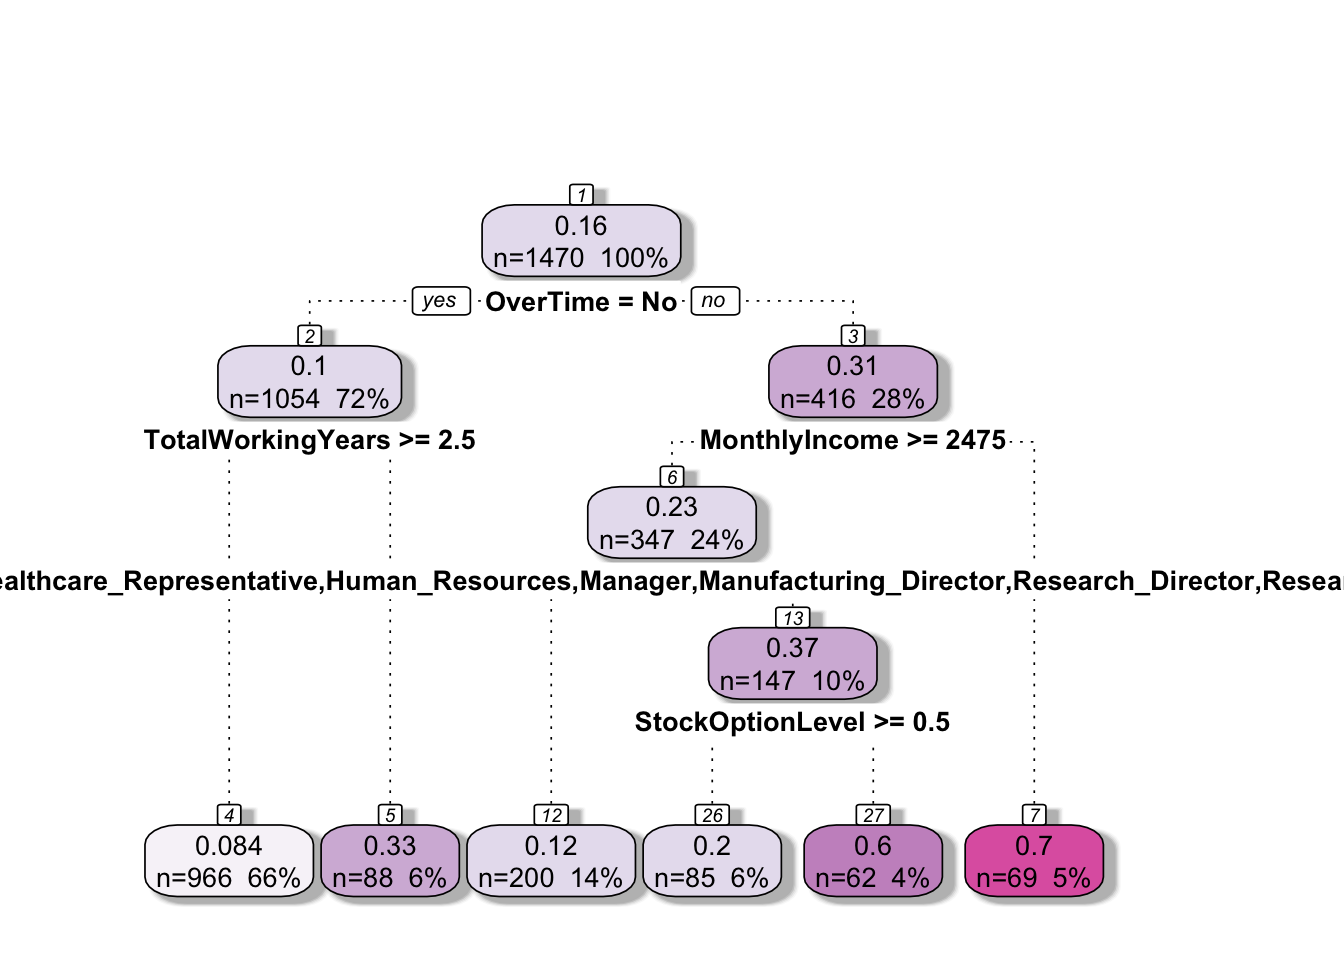 1
0.16
n=1470 100%
yes OverTime = No no
2
0.1
n=1054 72%
3
0.31
n=416 28%
TotalWorkingYears >= 2.5
MonthlyIncome >= 2475
6
0.23
n=347 24%
ealthcare_Representative,Human_Resources,Manager,Manufacturing_Director,Research_Director,Resear
13
0.37
n=147 10%
StockOptionLevel >= 0.5
4
0.084
n=966 66%
5
0.33
n=88 6%
12
0.12
n=200 14%
26
0.2
n=85 6%
27
0.6
n=62 4%
7
0.7
n=69 5%